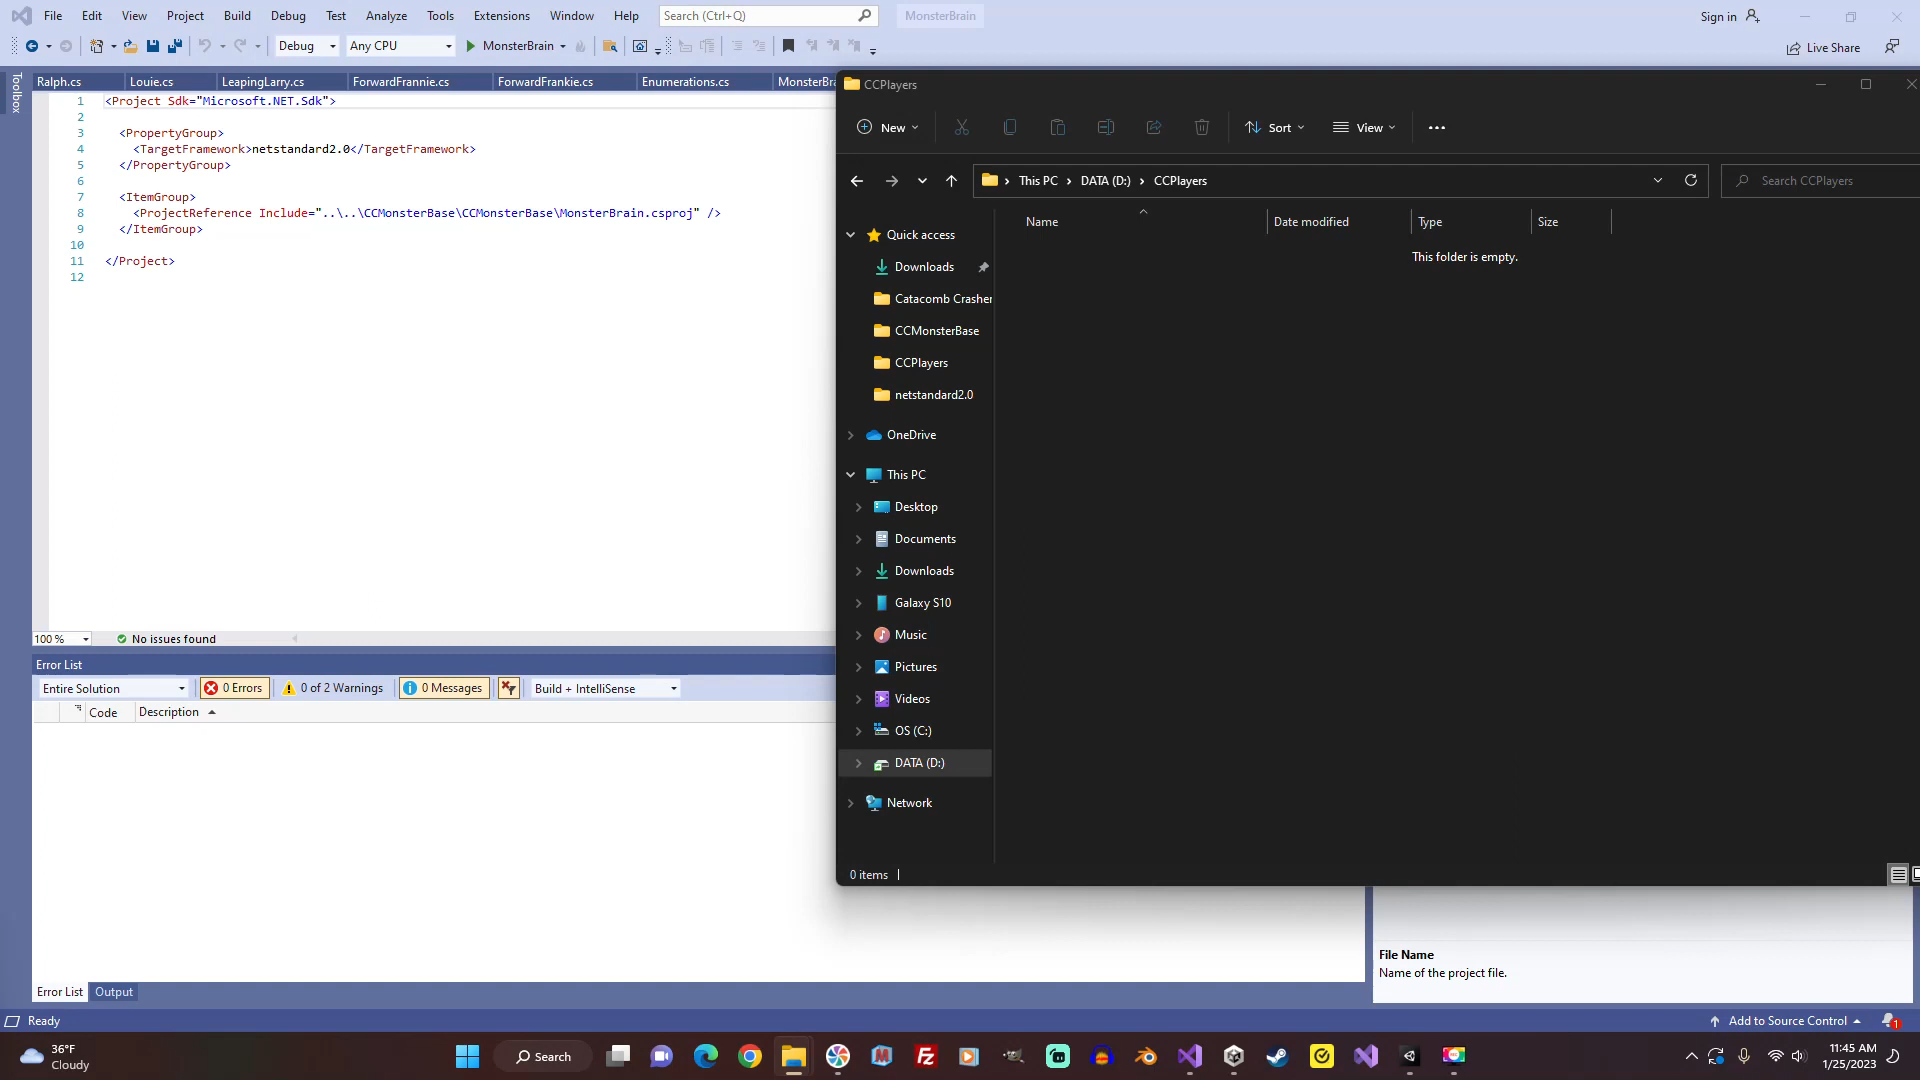 File Edit View Project Build Debug Test Analyze Tools Extensions Window Help Search (Ctrl+Q) MonsterBrain Sign in
Debug Any CPU MonsterBrain Live Share
Toolbox
Ralph.cs Louie.cs LeapingLarry.cs ForwardFrannie.cs ForwardFrankie.cs Enumerations.cs MonsterBra
1 <Project Sdk="Microsoft.NET.Sdk">
2
3 <PropertyGroup>
4 <TargetFramework>netstandard2.0</TargetFramework>
5 </PropertyGroup>
6
7 <ItemGroup>
8 <ProjectReference Include="..\..\CCMonsterBase\CCMonsterBase\MonsterBrain.csproj" />
9 </ItemGroup>
10
11 </Project>
12
100 % No issues found
Error List
Entire Solution 0 Errors 0 of 2 Warnings 0 Messages Build + IntelliSense
Code Description
Error List Output
Ready
CCPlayers
New Sort View
This PC DATA (D:) CCPlayers Search CCPlayers
Name Date modified Type Size
This folder is empty.
Quick access
Downloads
Catacomb Crasher
CCMonsterBase
CCPlayers
netstandard2.0
OneDrive
This PC
Desktop
Documents
Downloads
Galaxy S10
Music
Pictures
Videos
OS (C:)
DATA (D:)
Network
0 items
File Name
Name of the project file.
Add to Source Control 1
36°F
Cloudy
Search
11:45 AM
1/25/2023